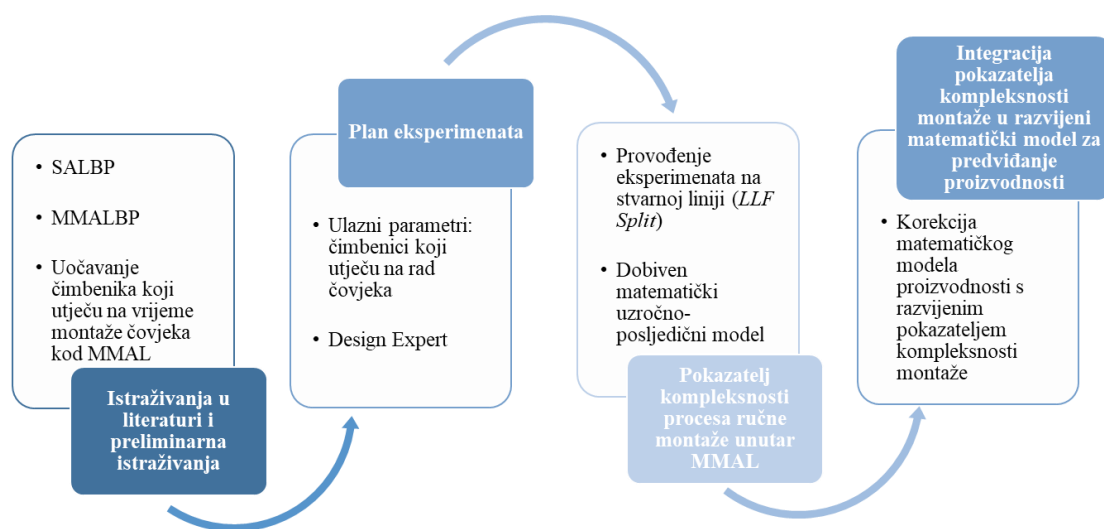 • SALBP
• MMALBP
• Uočavanje
čimbenika koji
utječu na vrijeme
montaže čovjeka
kod MMAL
Istraživanja u
literaturi i
preliminarna
istraživanja
Plan eksperimenata
• Ulazni parametri:
čimbenici koji
utječu na rad
čovjeka
• Design Expert
• Provođenje
eksperimenata na
stvarnoj liniji (LLF
Split)
• Dobiven
matematički
uzročno-
posljedični model
Pokazatelj
kompleksnosti
procesa ručne
montaže unutar
MMAL
Integracija
pokazatelja
kompleksnosti
montaže u razvijeni
matematički model za
predviđanje
proizvodnosti
• Korekcija
matematičkog
modela
proizvodnosti s
razvijenim
pokazateljem
kompleksnosti
montaže